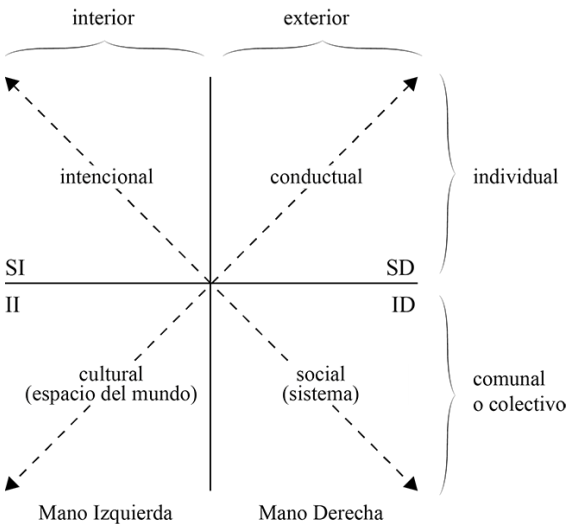 interior
exterior
intencional
conductual
individual
SI
SD
II
ID
cultural
(espacio del mundo)
social
(sistema)
comunal
o colectivo
Mano Izquierda
Mano Derecha